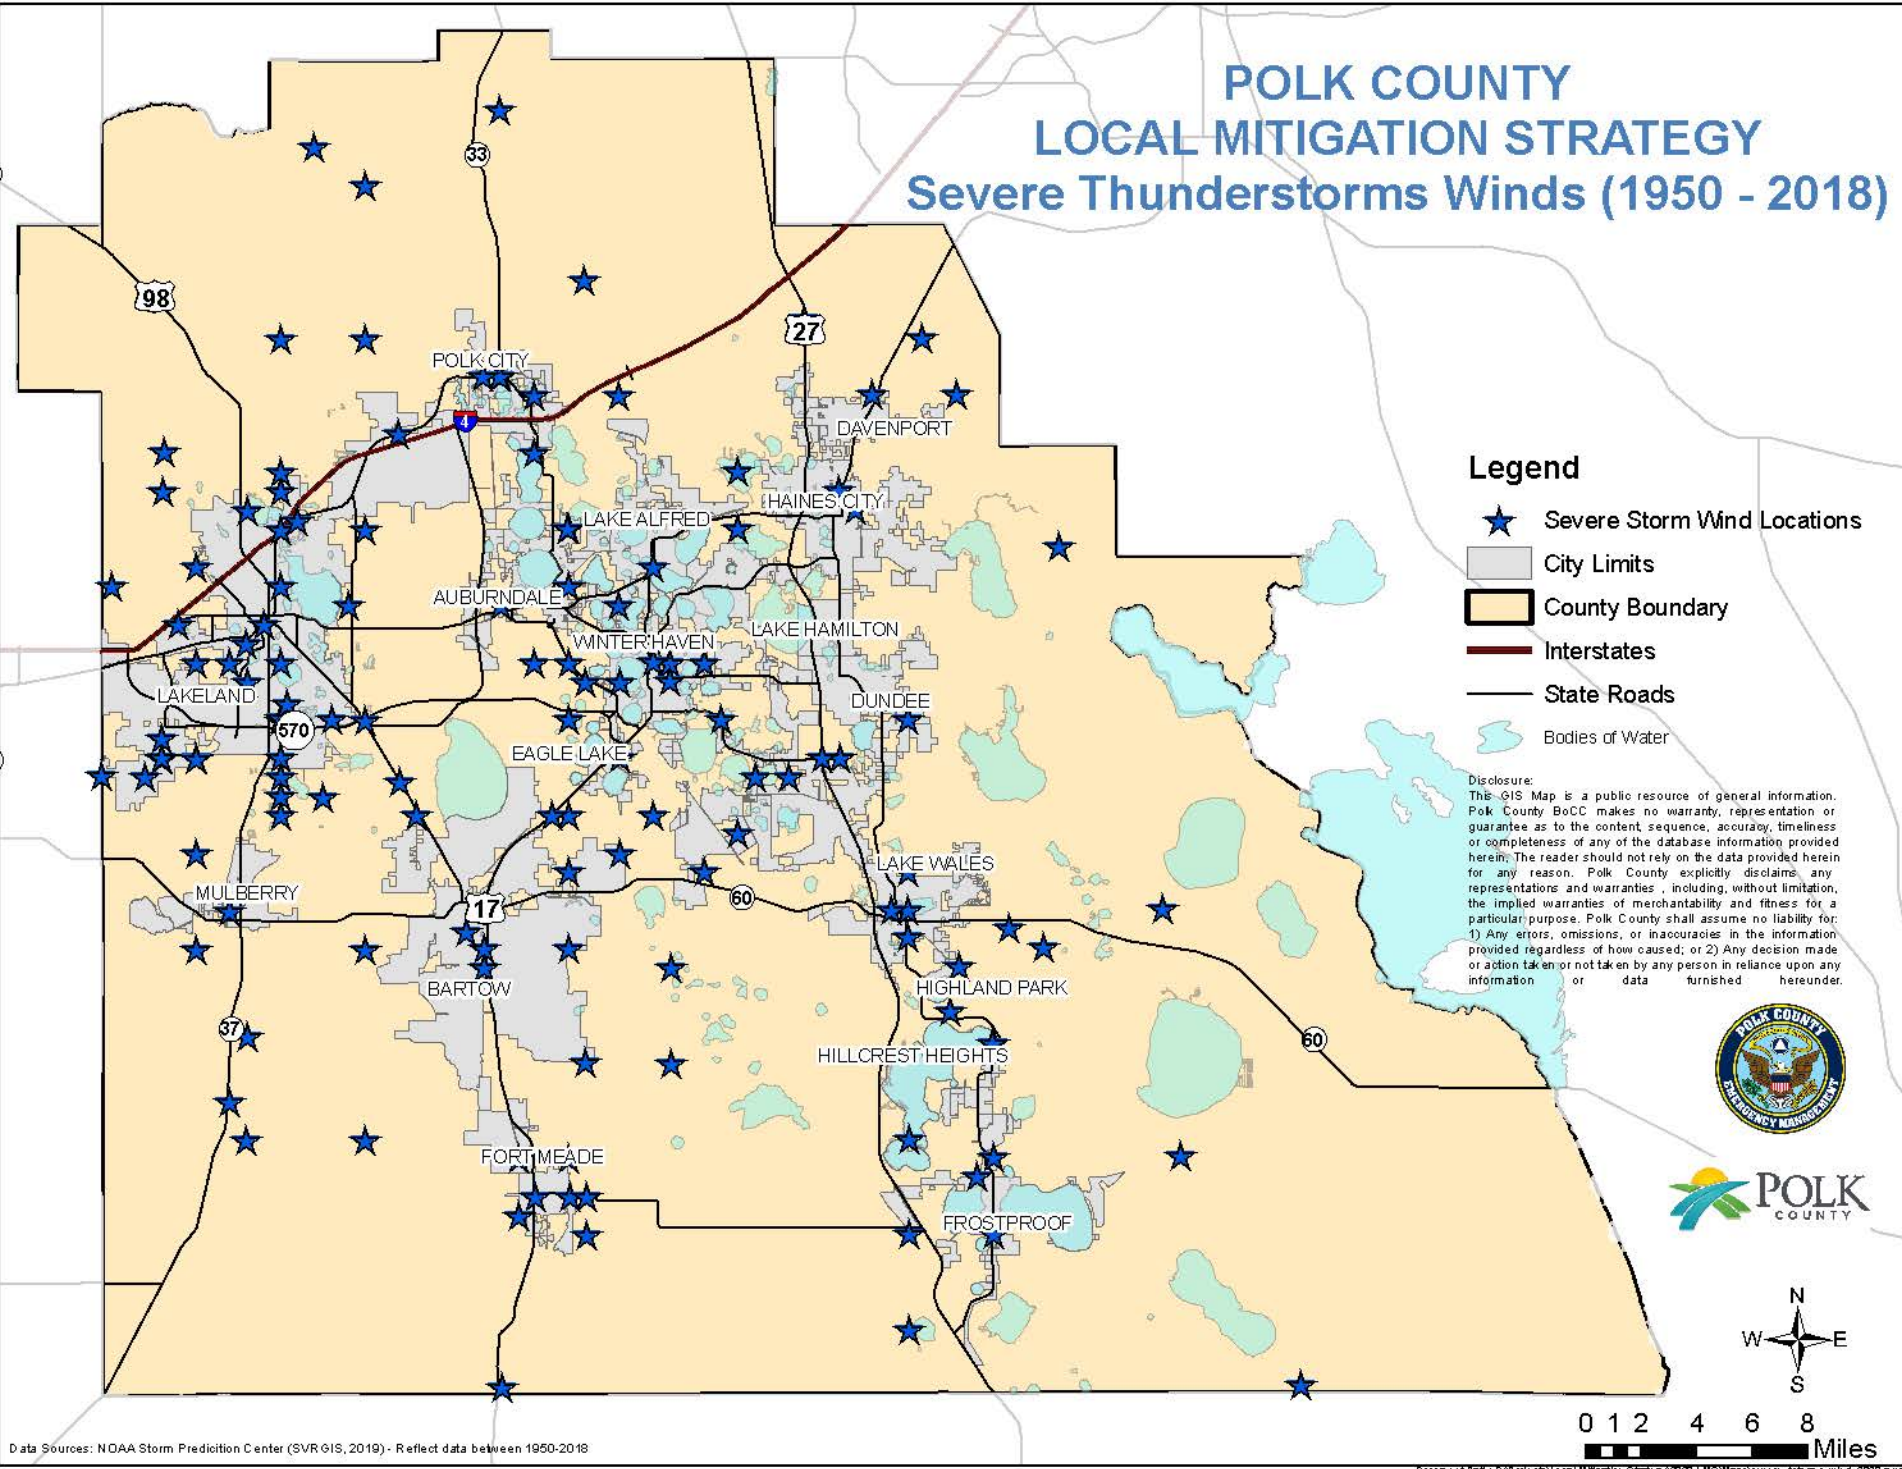 POLK COUNTY
LOCAL MITIGATION STRATEGY
Severe Thunderstorms Winds (1950 - 2018)
33
98
27
POLK CITY
4
DAVENPORT
HAINES CITY
LAKE ALFRED
AUBURNDALE
LAKE HAMILTON
WINTER HAVEN
LAKELAND
DUNDEE
570
EAGLE LAKE
LAKE WALES
MULBERRY
60
17
BARTOW
HIGHLAND PARK
37
60
HILLCREST HEIGHTS
FORT MEADE
FROSTPROOF
Legend
Severe Storm Wind Locations
City Limits
County Boundary
Interstates
State Roads
Bodies of Water
Disclosure:
This GIS Map is a public resource of general information.
Polk County BoCC makes no warranty, representation or
guarantee as to the content, sequence, accuracy, timeliness
or completeness of any of the database information provided
herein. The reader should not rely on the data provided herein
for any reason. Polk County explicitly disclaims any
representations and warranties , including, without limitation,
the implied warranties of merchantability and fitness for a
particular purpose. Polk County shall assume no liability for:
1) Any errors, omissions, or inaccuracies in the information
provided regardless of how caused; or 2) Any decision made
or action taken or not taken by any person in reliance upon any
information or data furnished hereunder.
POLK COUNTY
EMERGENCY MANAGEMENT
POLK
COUNTY
N
W E
S
0 1 2 4 6 8
Miles
Data Sources: NOAA Storm Predicition Center (SVRGIS, 2019) - Reflect data between 1950-2018